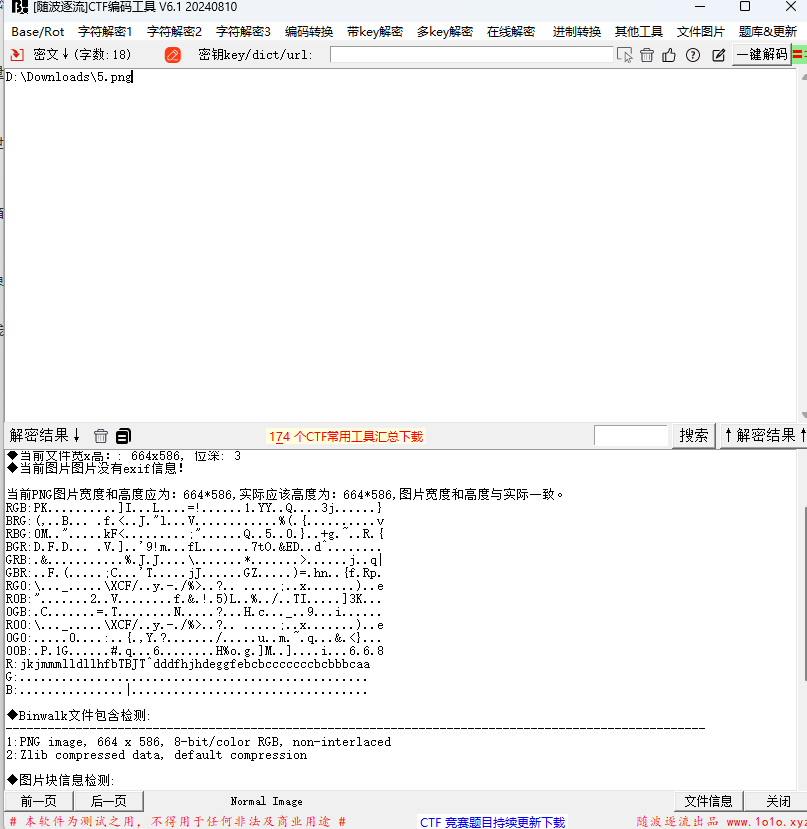 [随波逐流]CTF编码工具 V6.1 20240810
Base/Rot 字符解密1 字符解密2 字符解密3 编码转换 带key解密 多key解密 在线解密 进制转换 其他工具 文件图片 题库&更新
密文↓(字数:18) 密钥key/dict/url: 一键解码
D:\Downloads\5.png
解密结果↓ 174 个CTF常用工具汇总下载 搜索 ↑解密结果↑
◆当前文件宽x高：: 664x586, 位深: 3
◆当前图片图片没有exif信息!
当前PNG图片宽度和高度应为: 664*586,实际应该高度为: 664*586,图片宽度和高度与实际一致。
RGB:PK..........]I...L....=!......1.YY..Q....3j......}
BRG:(,..B... .f.<..J."l...V............%(.{..........v
RBG:OM..".....kF<.........;"......Q..5..O.}..+g.~..R.{
BGR:D.F.D... .V.]..'9!m...fL.......7tO.&ED..d^........
GRB:.&..........%.J.J....\.......*.......>......j..q|
GBR:..F.(.....;C...'T.....jJ......GZ.....)=.hn..{f.Rp.
RG0:\..._.....\XCF/..y.-./%>..?.. .....;..x.......)..e
R0B:".......2..V........f.&.!.5)L..%../..TI.....]3K...
0GB:.C......=.T........N.....?...H.c..._..9...i......
R00:\..._.....\XCF/..y.-./%>..?.. .....;..x.......)..e
0G0:.....O....:..{.,Y.?......./.....u..m.~.q...&.<}...
00B:.P.1G......#.q...6........H%o.g.]M..]....i...6.6.8
R:jkjmmmlldllhfbTBJT^dddfhjhdeggfebcbcccccccbcbbbcaa
G:..................................................
B:...............|..................................
◆Binwalk文件包含检测:
1:PNG image, 664 x 586, 8-bit/color RGB, non-interlaced
2:Zlib compressed data, default compression
◆图片块信息检测:
前一页 后一页 Normal Image 文件信息 关闭
# 本软件为测试之用，不得用于任何非法及商业用途 # CTF 竞赛题目持续更新下载 随波逐流出品 www.1o1o.xyz